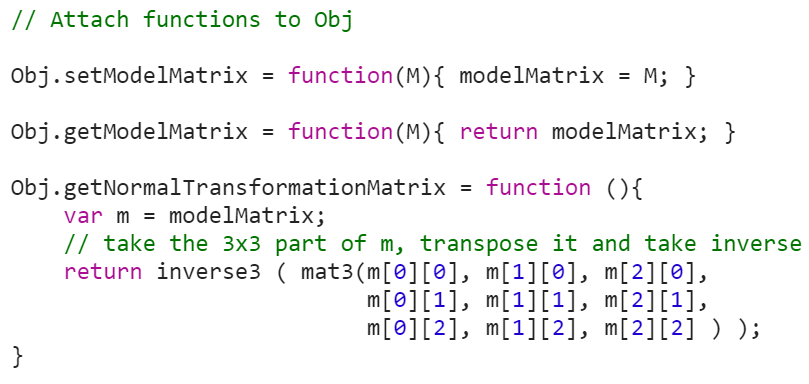 // Attach functions to Obj
Obj.setModelMatrix = function(M){ modelMatrix = M; }
Obj.getModelMatrix = function(M){ return modelMatrix; }
Obj.getNormalTransformationMatrix = function (){
    var m = modelMatrix;
    // take the 3x3 part of m, transpose it and take inverse
    return inverse3 ( mat3(m[0][0], m[1][0], m[2][0],
                           m[0][1], m[1][1], m[2][1],
                           m[0][2], m[1][2], m[2][2] ) );
}